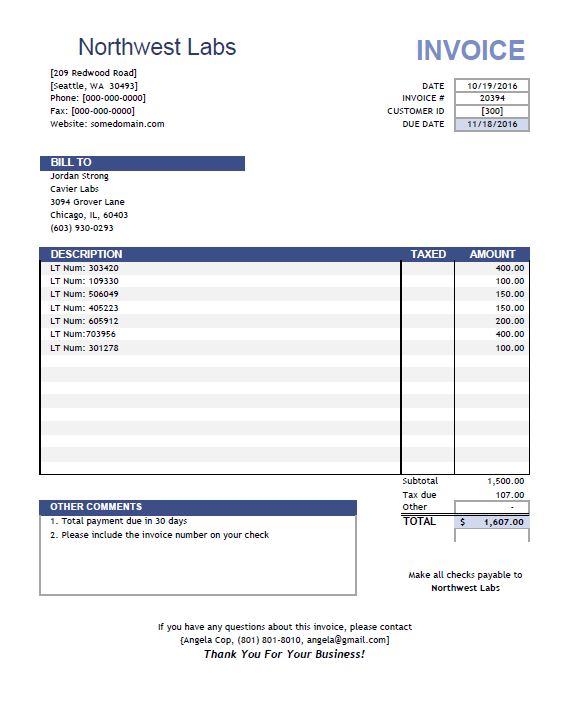 Northwest Labs
INVOICE
[209 Redwood Road]
[Seattle, WA  30493]
Phone: [000-000-0000]
Fax: [000-000-0000]
Website: somedomain.com
DATE 10/19/2016
INVOICE # 20394
CUSTOMER ID [300]
DUE DATE 11/18/2016
BILL TO
Jordan Strong
Cavier Labs
3094 Grover Lane
Chicago, IL, 60403
(603) 930-0293
DESCRIPTION TAXED AMOUNT
LT Num: 303420 400.00
LT Num: 109330 100.00
LT Num: 506049 150.00
LT Num: 405223 150.00
LT Num: 605912 200.00
LT Num:703956 400.00
LT Num: 301278 100.00
Subtotal 1,500.00
Tax due 107.00
Other -
TOTAL $ 1,607.00
OTHER COMMENTS
1. Total payment due in 30 days
2. Please include the invoice number on your check
Make all checks payable to
Northwest Labs
If you have any questions about this invoice, please contact
{Angela Cop, (801) 801-8010, angela@gmail.com]
Thank You For Your Business!